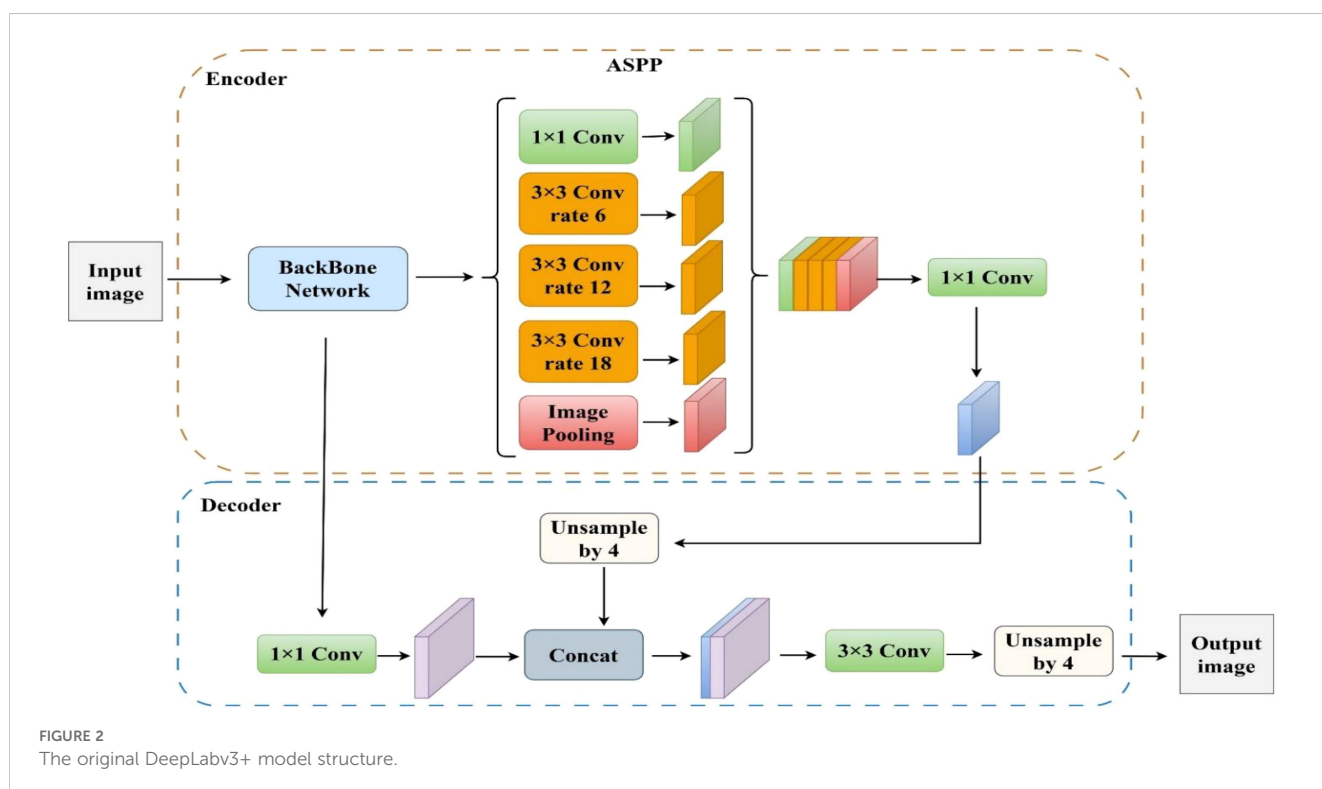 Encoder
ASPP
1×1 Conv
3×3 Conv
rate 6
3×3 Conv
rate 12
3×3 Conv
rate 18
Image
Pooling
Input
image
BackBone
Network
1×1 Conv
Decoder
Unsample
by 4
1×1 Conv
Concat
3×3 Conv
Unsample
by 4
Output
image
FIGURE 2
The original DeepLabv3+ model structure.